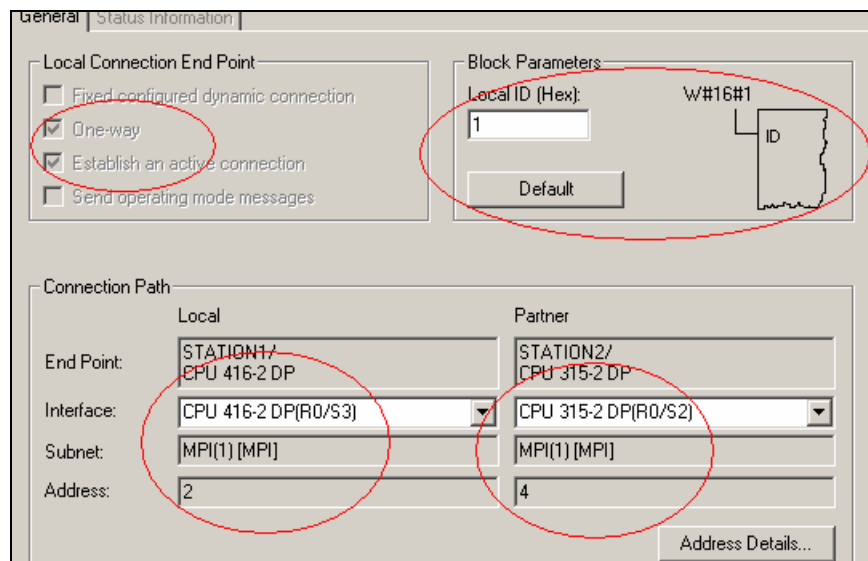 General Status Information
Local Connection End Point
Fixed configured dynamic connection
One-way
Establish an active connection
Send operating mode messages
Block Parameters
Local ID (Hex):
1
W#16#1
ID
Default
Connection Path
Local Partner
End Point: STATION1/ STATION2/
CPU 416-2 DP CPU 315-2 DP
Interface: CPU 416-2 DP(R0/S3) CPU 315-2 DP(R0/S2)
Subnet: MPI(1) [MPI] MPI(1) [MPI]
Address: 2 4
Address Details...